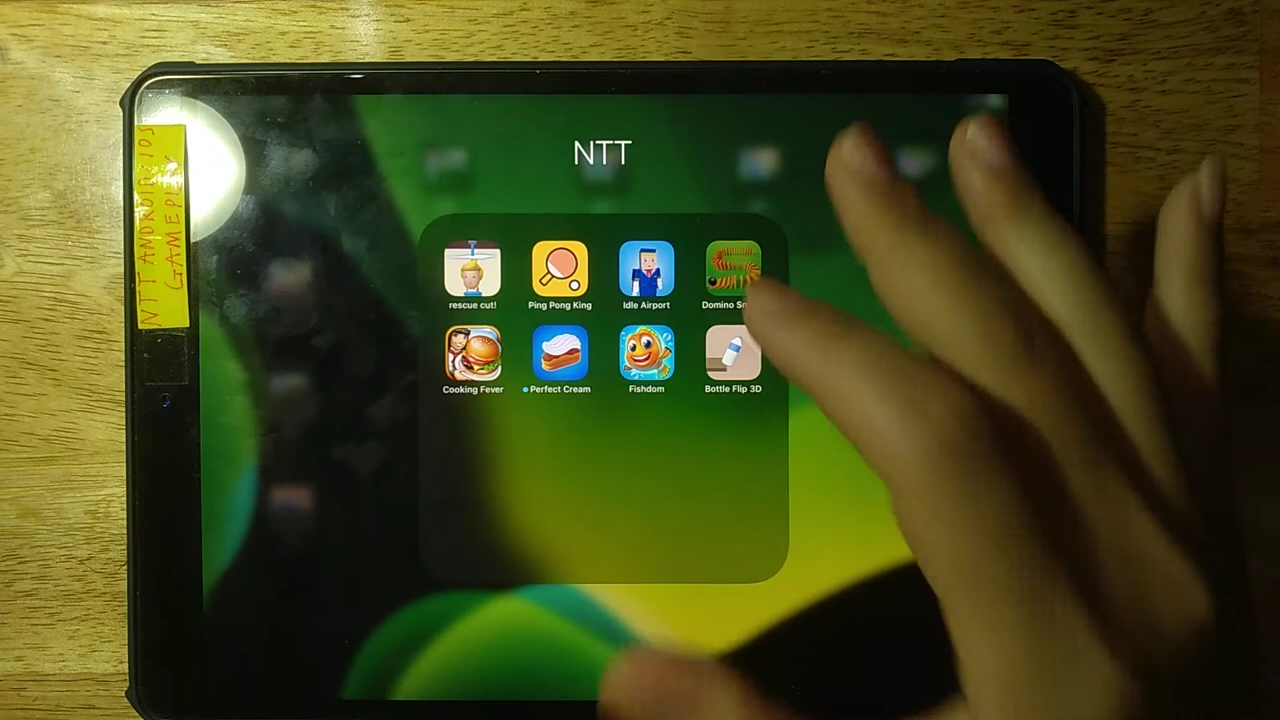 NTT ANDROID:IOS
GAMEPLAY
NTT
rescue cut!
Ping Pong King
Idle Airport
Domino
Cooking Fever
Perfect Cream
Fishdom
Bottle Flip 3D